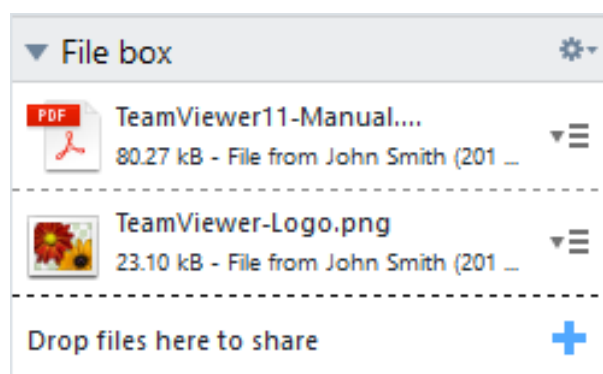 File box
PDF
TeamViewer11-Manual....
80.27 kB - File from John Smith (201 ...
TeamViewer-Logo.png
23.10 kB - File from John Smith (201 ...
Drop files here to share